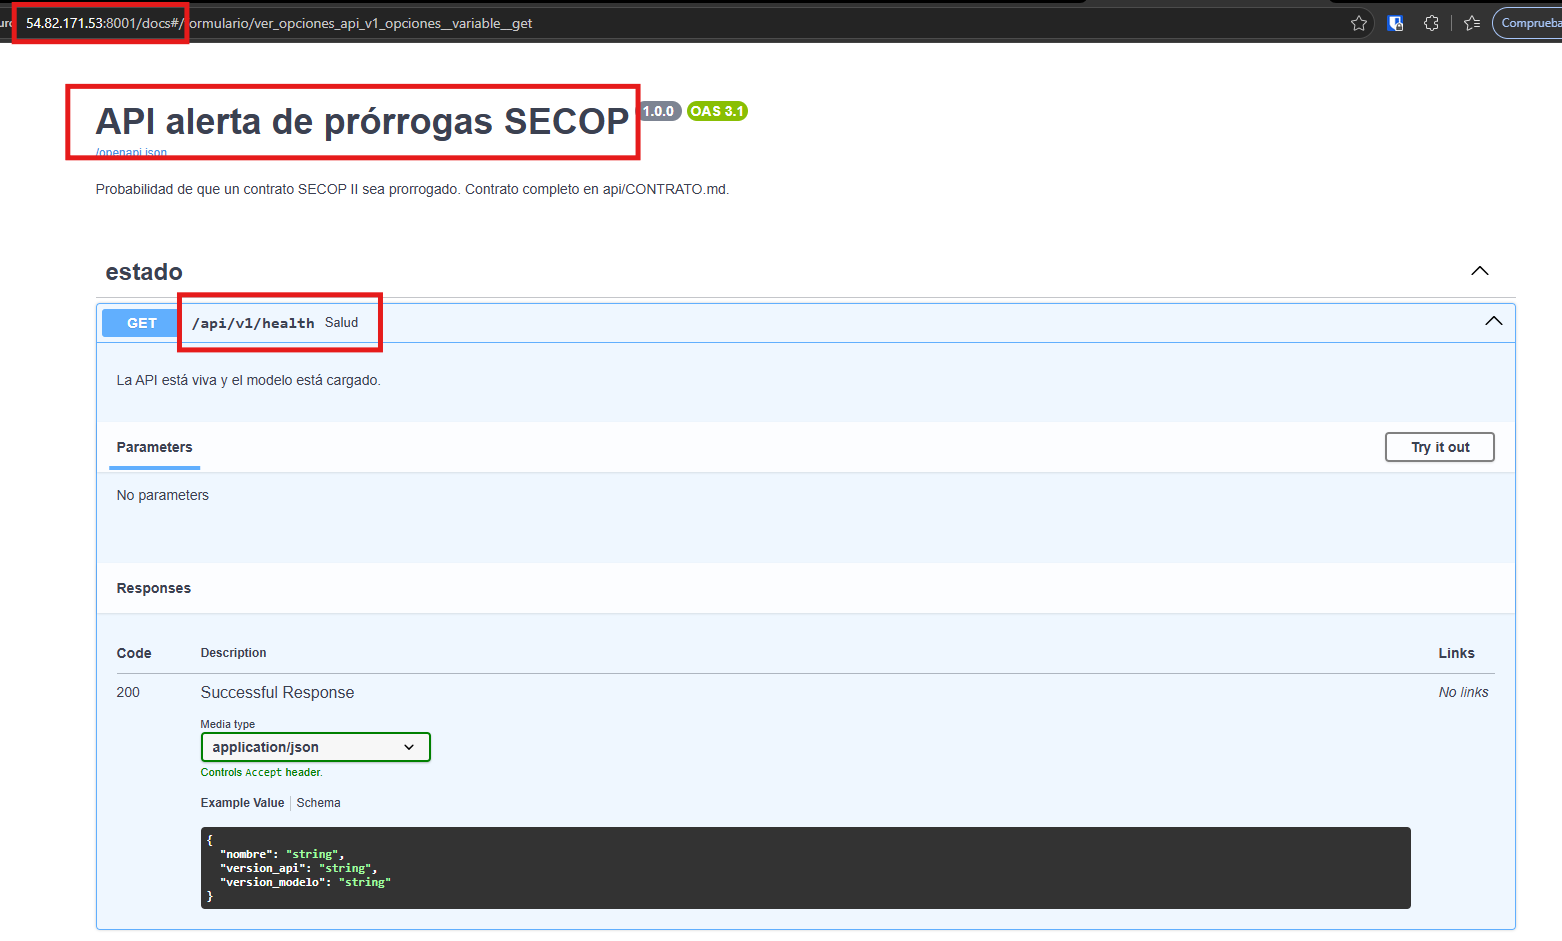 54.82.171.53:8001/docs#/formulario/ver_opciones_api_v1_opciones__variable__get
Comprueba
API alerta de prórrogas SECOP
1.0.0
OAS 3.1
/openapi.json
Probabilidad de que un contrato SECOP II sea prorrogado. Contrato completo en api/CONTRATO.md.
estado
GET /api/v1/health Salud
La API está viva y el modelo está cargado.
Parameters
Try it out
No parameters
Responses
Code Description Links
200 Successful Response No links
Media type
application/json
Controls Accept header.
Example Value Schema
{
"nombre": "string",
"version_api": "string",
"version_modelo": "string"
}